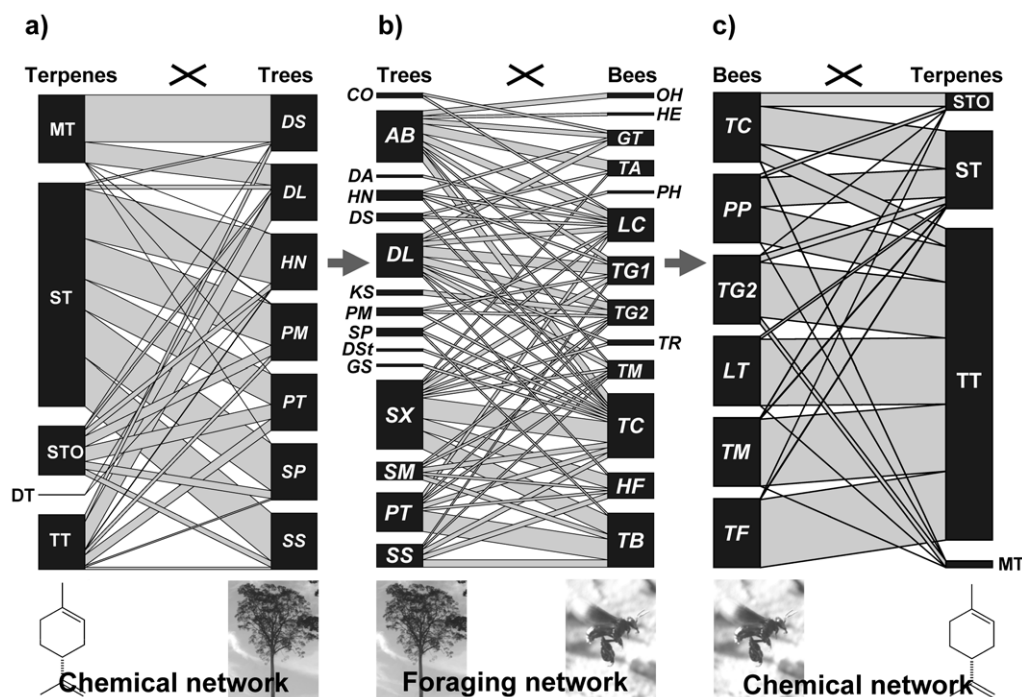 a)
Terpenes
Trees
MT
ST
STO
DT
TT
DS
DL
HN
PM
PT
SP
SS
Chemical network
b)
Trees
Bees
CO
AB
DA
HN
DS
DL
KS
PM
SP
DSt
GS
SX
SM
PT
SS
OH
HE
GT
TA
PH
LC
TG1
TG2
TR
TM
TC
HF
TB
Foraging network
c)
Bees
Terpenes
TC
PP
TG2
LT
TM
TF
STO
ST
TT
MT
Chemical network